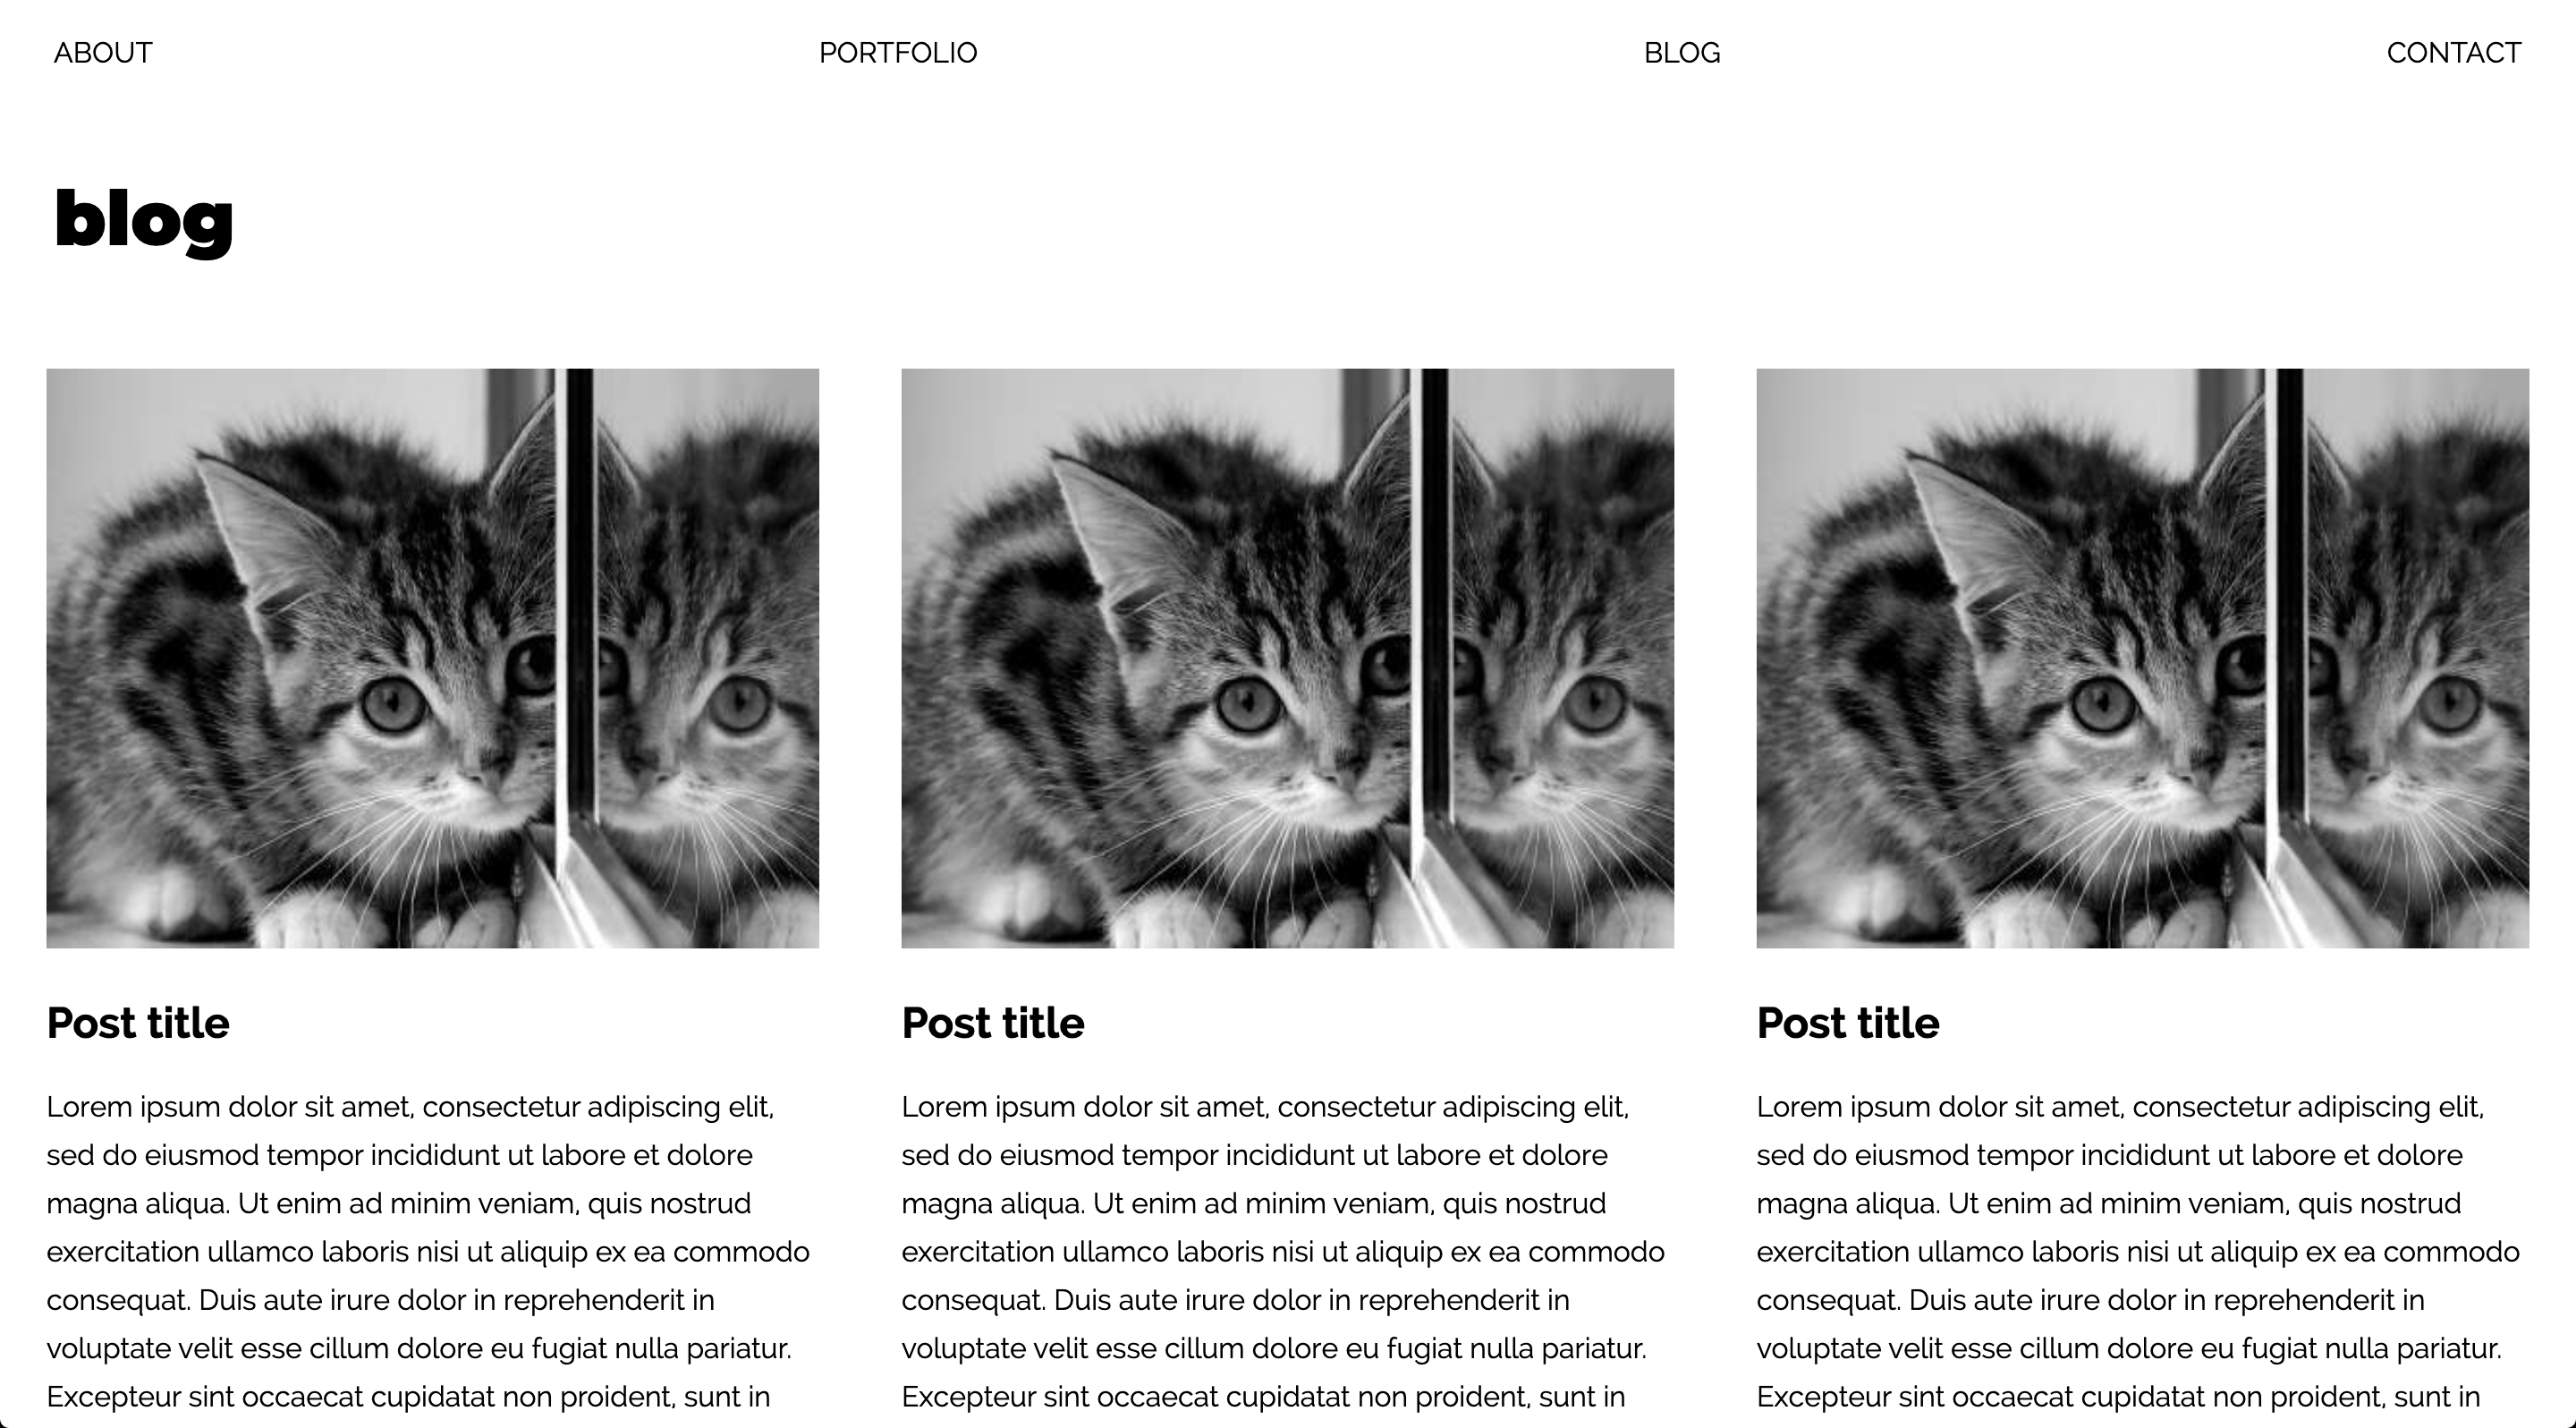 ABOUT PORTFOLIO BLOG CONTACT
blog
Post title
Lorem ipsum dolor sit amet, consectetur adipiscing elit,
sed do eiusmod tempor incididunt ut labore et dolore
magna aliqua. Ut enim ad minim veniam, quis nostrud
exercitation ullamco laboris nisi ut aliquip ex ea commodo
consequat. Duis aute irure dolor in reprehenderit in
voluptate velit esse cillum dolore eu fugiat nulla pariatur.
Excepteur sint occaecat cupidatat non proident, sunt in
Post title
Lorem ipsum dolor sit amet, consectetur adipiscing elit,
sed do eiusmod tempor incididunt ut labore et dolore
magna aliqua. Ut enim ad minim veniam, quis nostrud
exercitation ullamco laboris nisi ut aliquip ex ea commodo
consequat. Duis aute irure dolor in reprehenderit in
voluptate velit esse cillum dolore eu fugiat nulla pariatur.
Excepteur sint occaecat cupidatat non proident, sunt in
Post title
Lorem ipsum dolor sit amet, consectetur adipiscing elit,
sed do eiusmod tempor incididunt ut labore et dolore
magna aliqua. Ut enim ad minim veniam, quis nostrud
exercitation ullamco laboris nisi ut aliquip ex ea commodo
consequat. Duis aute irure dolor in reprehenderit in
voluptate velit esse cillum dolore eu fugiat nulla pariatur.
Excepteur sint occaecat cupidatat non proident, sunt in